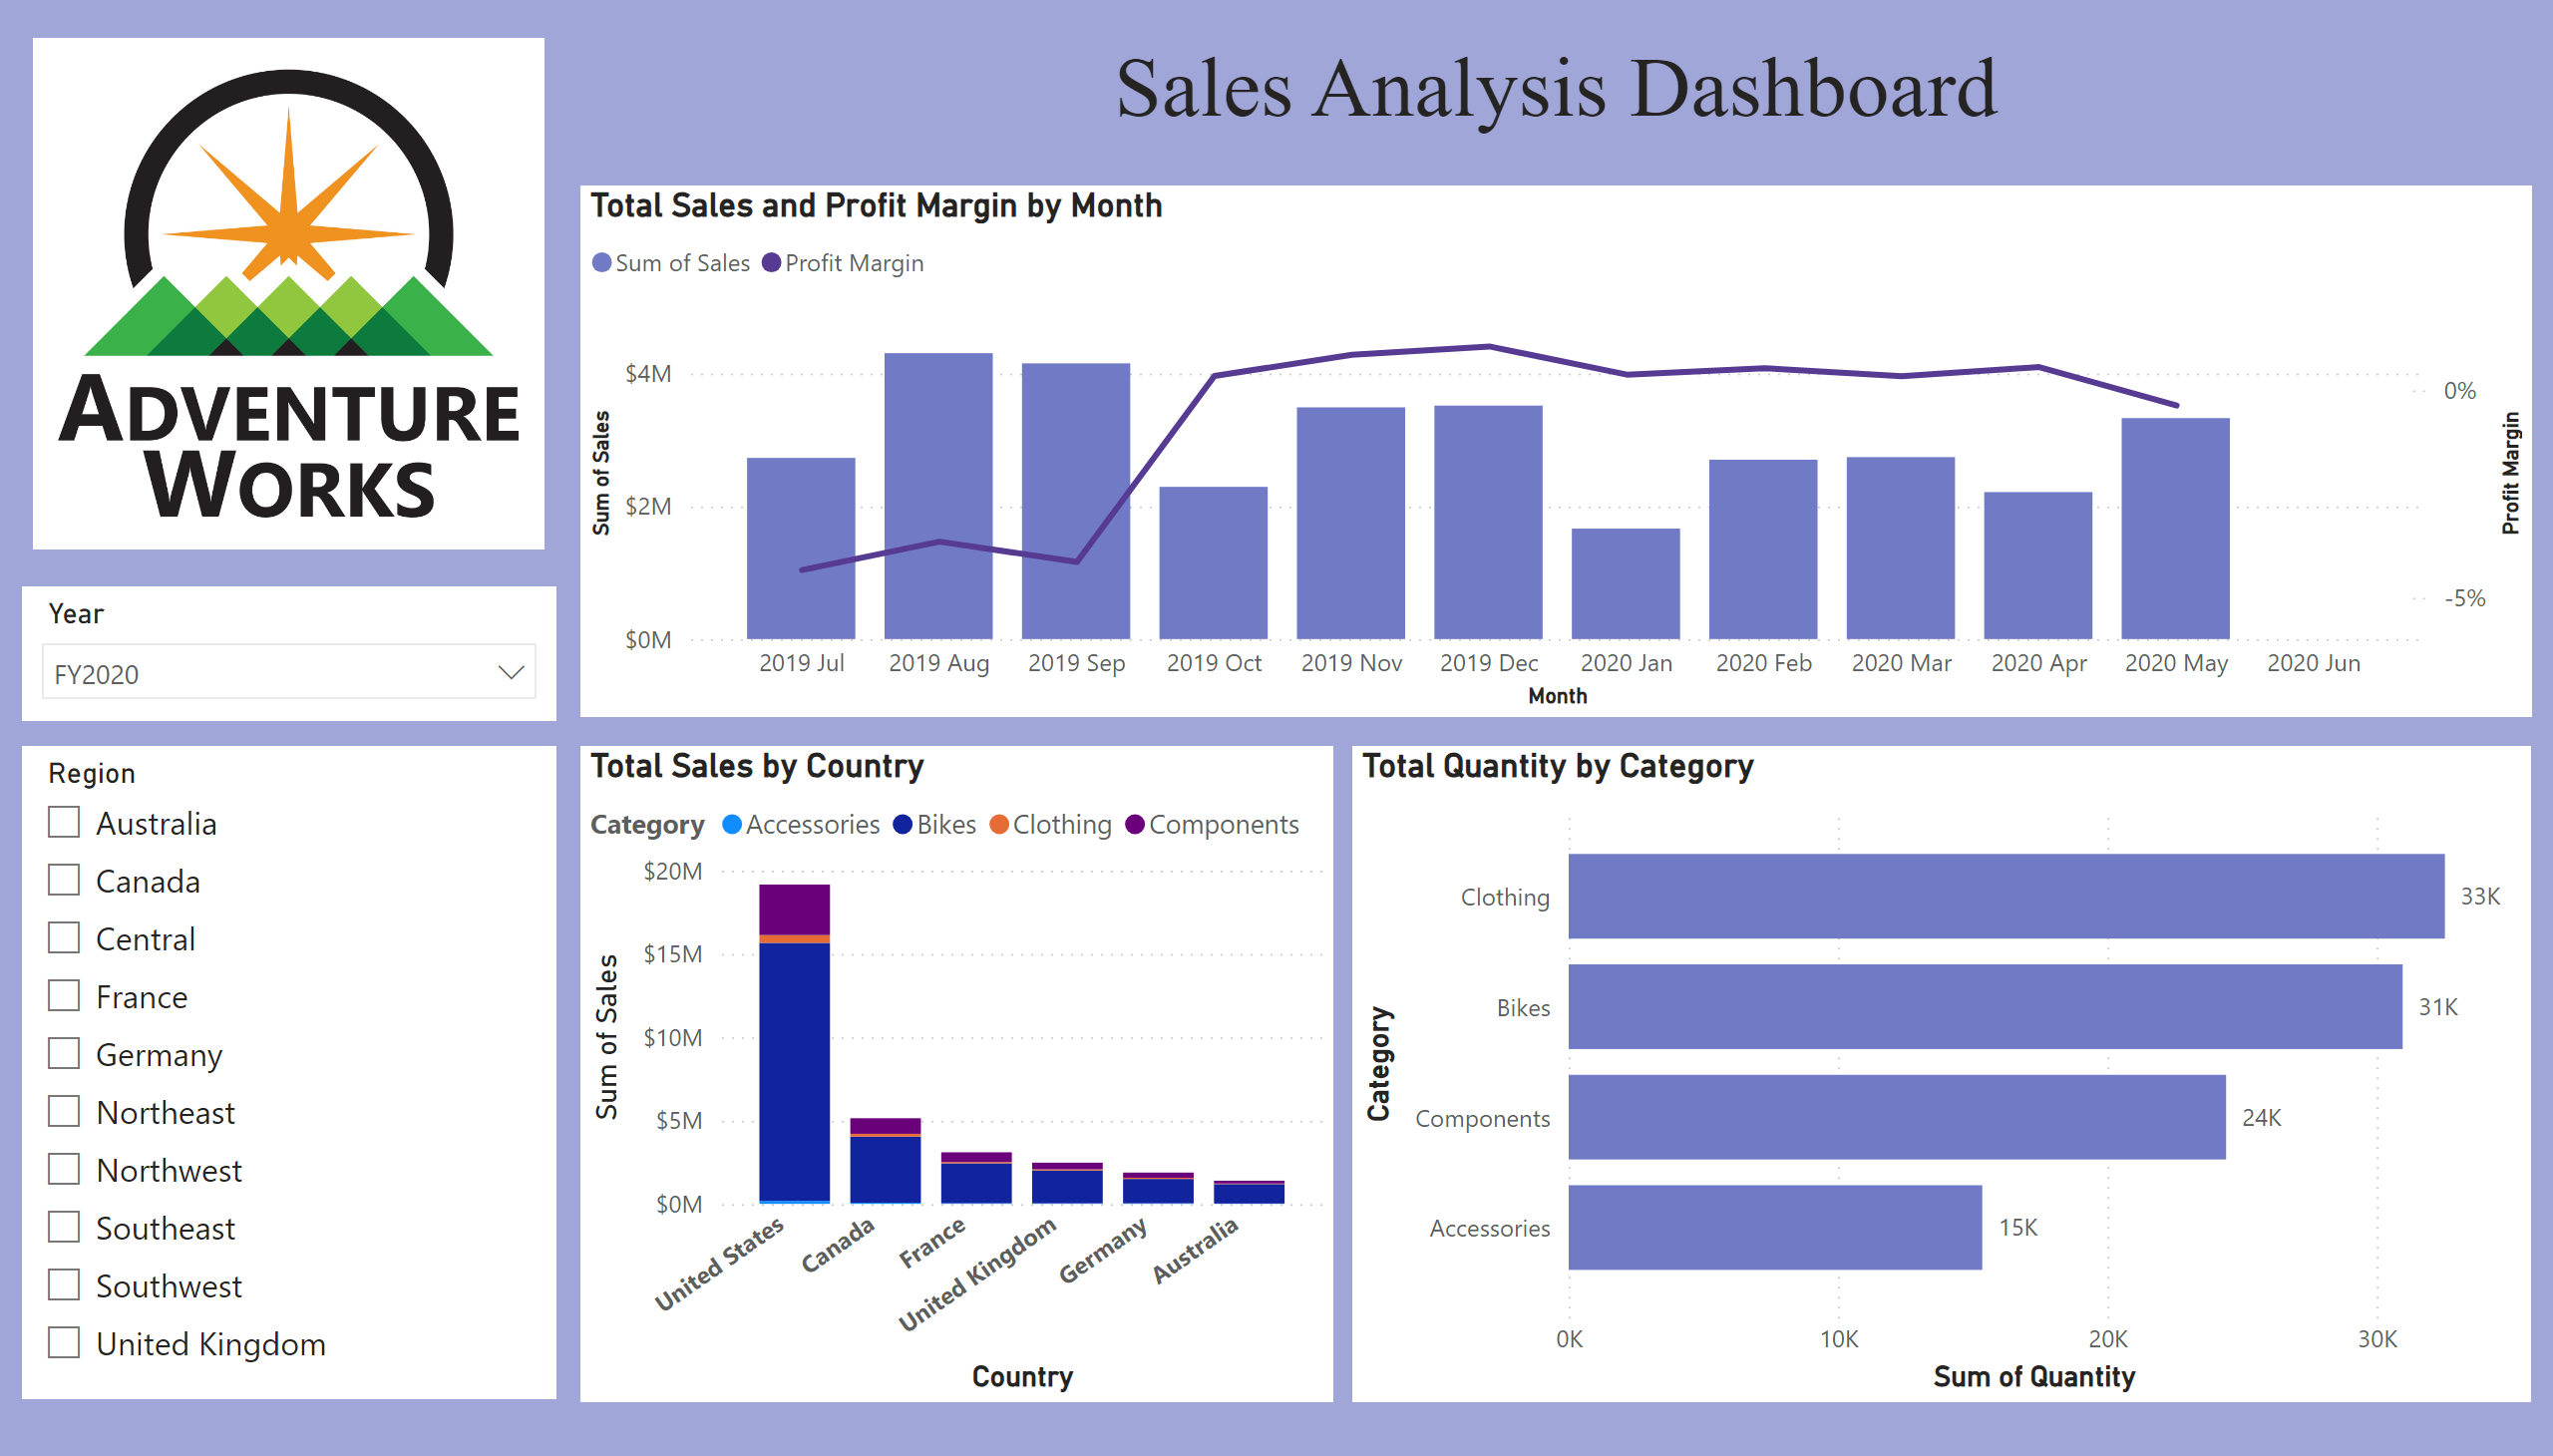 Sales Analysis Dashboard
ADVENTURE
WORKS
Year
FY2020
Region
Australia
Canada
Central
France
Germany
Northeast
Northwest
Southeast
Southwest
United Kingdom
Total Sales and Profit Margin by Month
Sum of Sales Profit Margin
Sum of Sales
$4M
$2M
$0M
0%
-5%
Profit Margin
2019 Jul 2019 Aug 2019 Sep 2019 Oct 2019 Nov 2019 Dec 2020 Jan 2020 Feb 2020 Mar 2020 Apr 2020 May 2020 Jun
Month
Total Sales by Country
Category Accessories Bikes Clothing Components
Sum of Sales
$20M
$15M
$10M
$5M
$0M
United States Canada France United Kingdom Germany Australia
Country
Total Quantity by Category
Category
Clothing 33K
Bikes 31K
Components 24K
Accessories 15K
0K 10K 20K 30K
Sum of Quantity